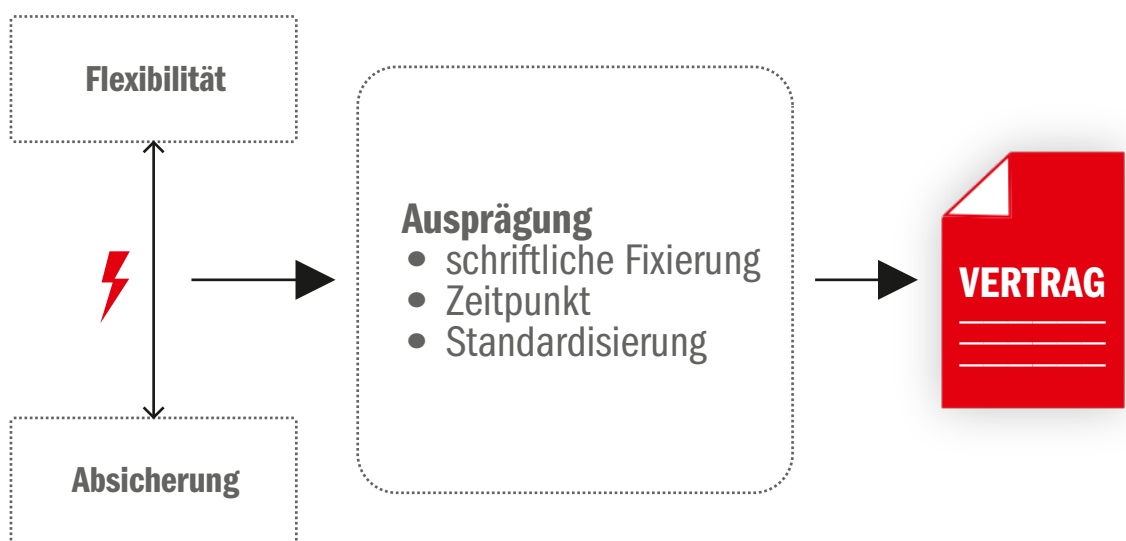 Flexibilität
Absicherung
Ausprägung
• schriftliche Fixierung
• Zeitpunkt
• Standardisierung
VERTRAG